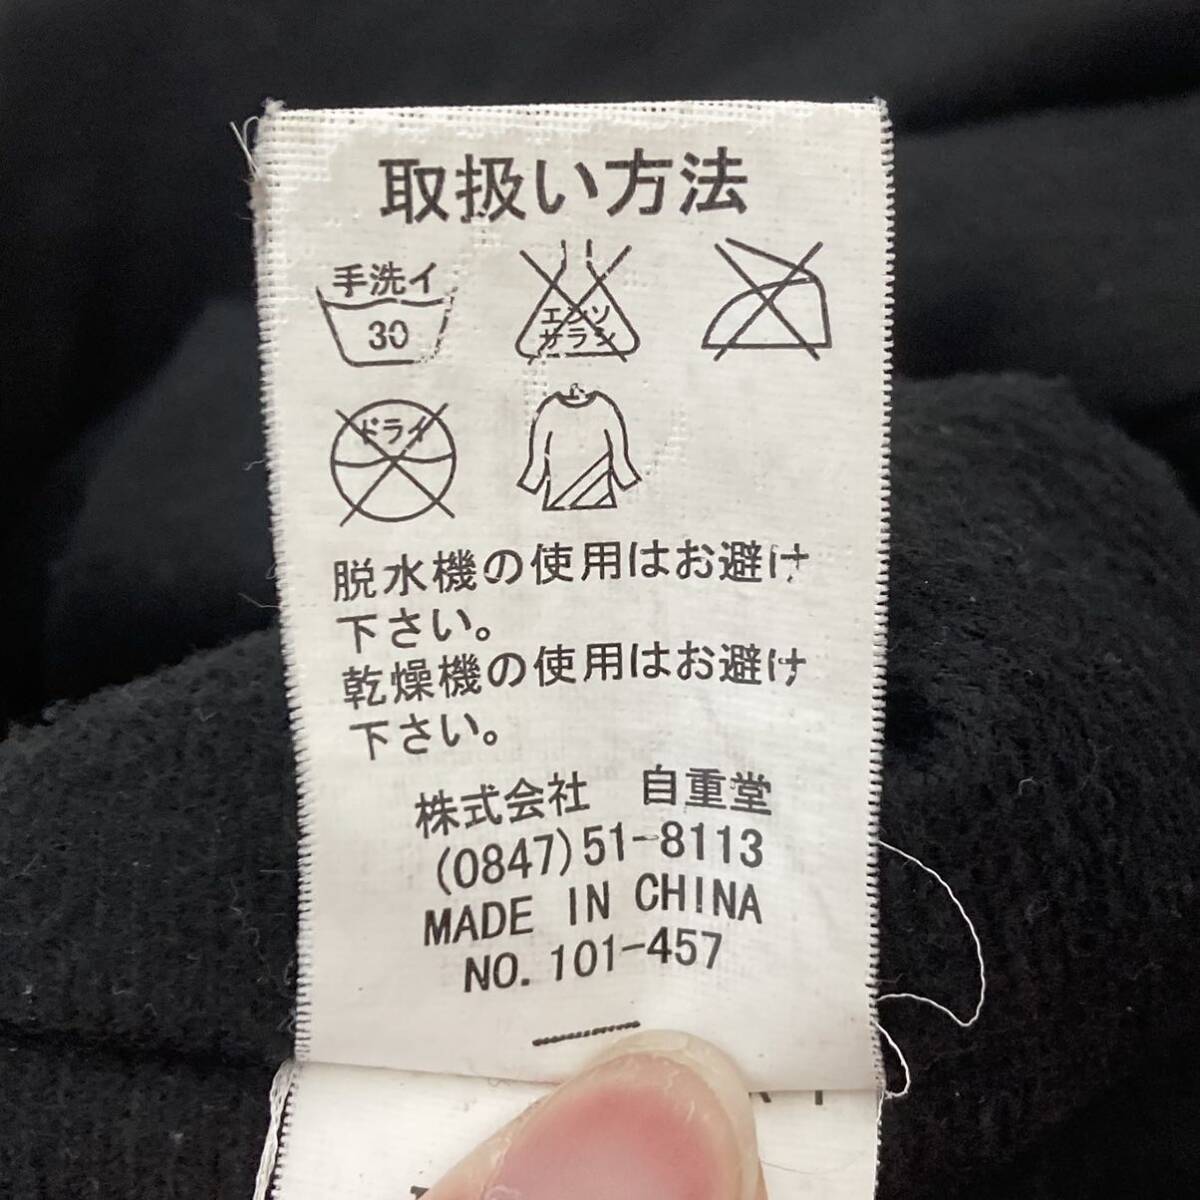 取扱い方法
手洗イ
30
エンソ
サラシ
ドライ
脱水機の使用はお避け
下さい。
乾燥機の使用はお避け
下さい。
株式会社 自重堂
(0847)51-8113
MADE IN CHINA
NO. 101-457